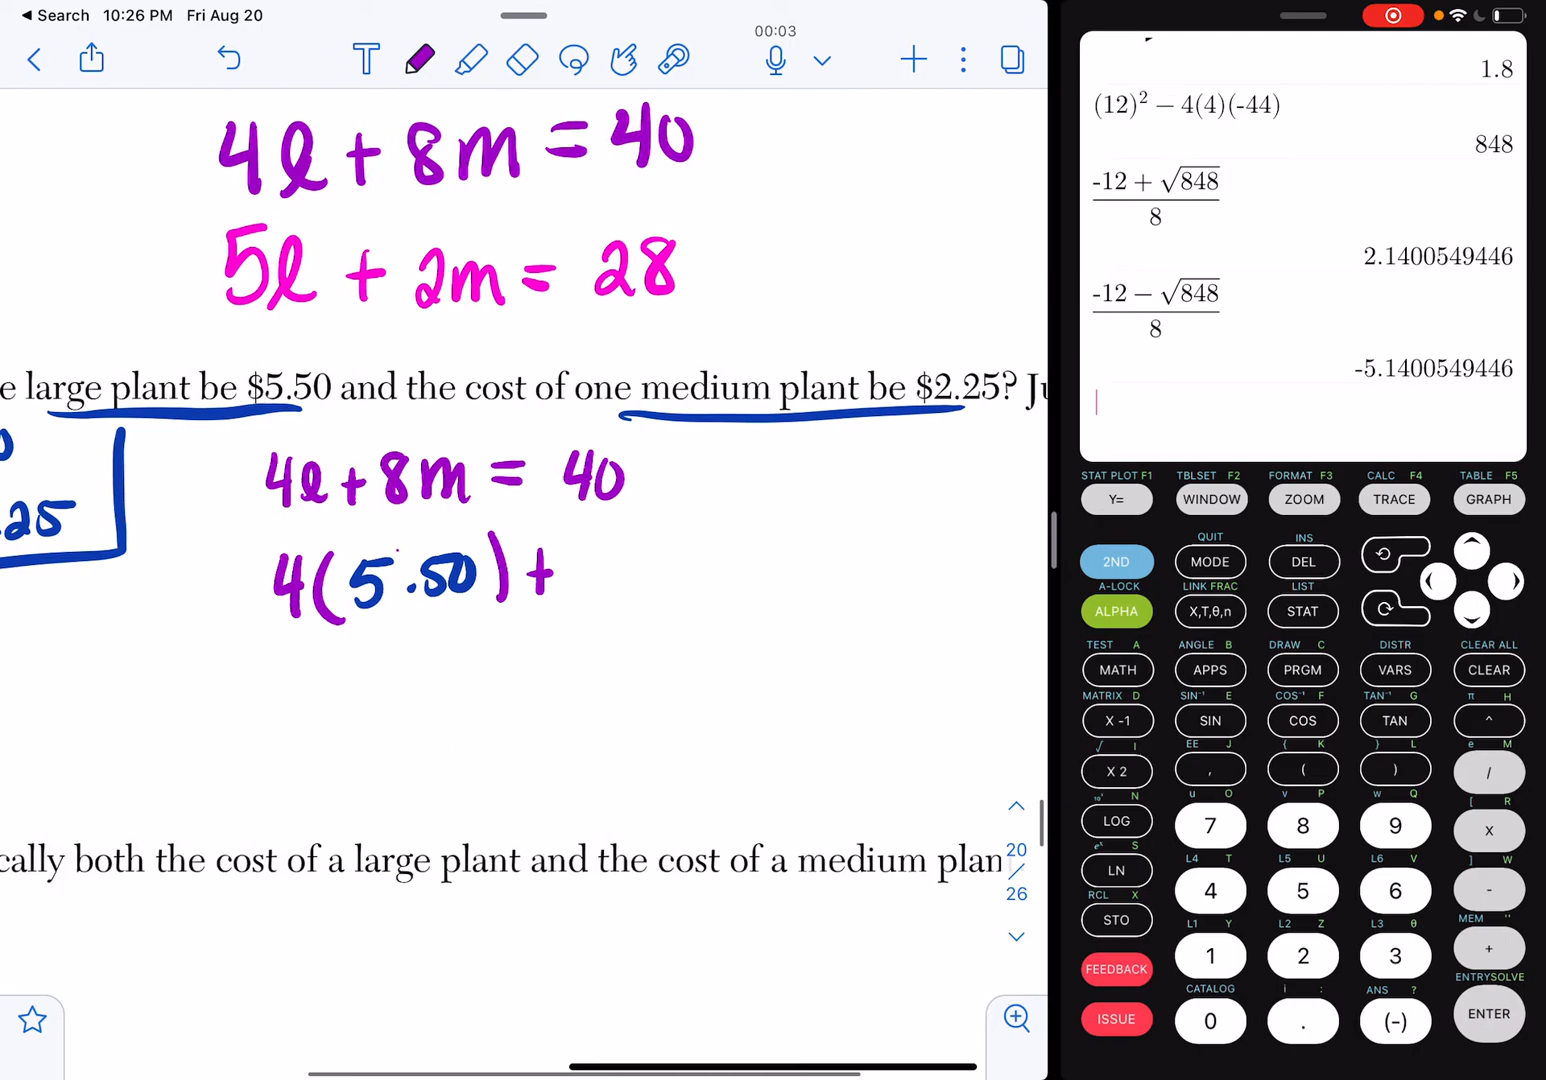 Search 10:26 PM Fri Aug 20
00:03
4l + 8m = 40
5l + 2m = 28
e large plant be $5.50 and the cost of one medium plant be $2.25? Ju
.25
4l + 8m = 40
4(5.50) +
cally both the cost of a large plant and the cost of a medium plan
20
26
1.8
(12)² − 4(4)(-44)
848
-12 + √848
8
2.1400549446
-12 − √848
8
-5.1400549446
STAT PLOT F1 TBLSET F2 FORMAT F3 CALC F4 TABLE F5
Y= WINDOW ZOOM TRACE GRAPH
QUIT INS
2ND MODE DEL
A-LOCK LINK FRAC LIST
ALPHA X,T,θ,n STAT
TEST A ANGLE B DRAW C DISTR CLEAR ALL
MATH APPS PRGM VARS CLEAR
MATRIX D SIN⁻¹ E COS⁻¹ F TAN⁻¹ G π H
X -1 SIN COS TAN ^
√ I EE J { K } L e M
X 2 , ( ) /
N u O v P w Q [ R
LOG 7 8 9 X
S L4 T L5 U L6 V ] W
LN 4 5 6 -
RCL X L1 Y L2 Z L3 θ MEM "
STO 1 2 3 +
FEEDBACK
CATALOG i : ANS ? ENTRY SOLVE
ISSUE 0 . (-) ENTER